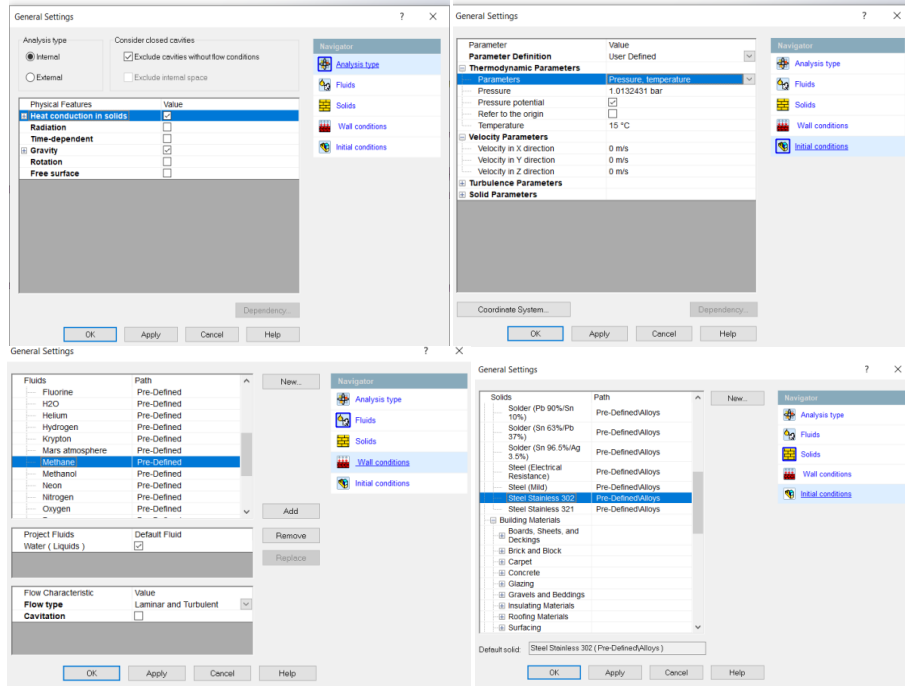 General Settings
? ×
Analysis type
Internal
External
Consider closed cavities
Exclude cavities without flow conditions
Exclude internal space
Physical Features Value
Heat conduction in solids
Radiation
Time-dependent
Gravity
Rotation
Free surface
Dependency...
OK Apply Cancel Help
Navigator
Analysis type
Fluids
Solids
Wall conditions
Initial conditions
General Settings
? ×
Parameter Value
Parameter Definition User Defined
Thermodynamic Parameters
Parameters Pressure, temperature
Pressure 1.0132431 bar
Pressure potential
Refer to the origin
Temperature 15 °C
Velocity Parameters
Velocity in X direction 0 m/s
Velocity in Y direction 0 m/s
Velocity in Z direction 0 m/s
Turbulence Parameters
Solid Parameters
Coordinate System... Dependency...
OK Apply Cancel Help
Navigator
Analysis type
Fluids
Solids
Wall conditions
Initial conditions
General Settings
? ×
Fluids Path
Fluorine Pre-Defined
H2O Pre-Defined
Helium Pre-Defined
Hydrogen Pre-Defined
Krypton Pre-Defined
Mars atmosphere Pre-Defined
Methane Pre-Defined
Methanol Pre-Defined
Neon Pre-Defined
Nitrogen Pre-Defined
Oxygen Pre-Defined
New...
Add
Remove
Replace
Project Fluids Default Fluid
Water ( Liquids )
Flow Characteristic Value
Flow type Laminar and Turbulent
Cavitation
OK Apply Cancel Help
Navigator
Analysis type
Fluids
Solids
Wall conditions
Initial conditions
General Settings
? ×
Solids Path
Solder (Pb 90%/Sn
10%) Pre-Defined\Alloys
Solder (Sn 63%/Pb
37%) Pre-Defined\Alloys
Solder (Sn 96.5%/Ag
3.5%) Pre-Defined\Alloys
Steel (Electrical
Resistance) Pre-Defined\Alloys
Steel (Mild) Pre-Defined\Alloys
Steel Stainless 302 Pre-Defined\Alloys
Steel Stainless 321 Pre-Defined\Alloys
Building Materials
Boards, Sheets, and
Deckings
Brick and Block
Carpet
Concrete
Glazing
Gravels and Beddings
Insulating Materials
Roofing Materials
Surfacing
New...
Default solid: Steel Stainless 302 ( Pre-Defined\Alloys )
OK Apply Cancel Help
Navigator
Analysis type
Fluids
Solids
Wall conditions
Initial conditions